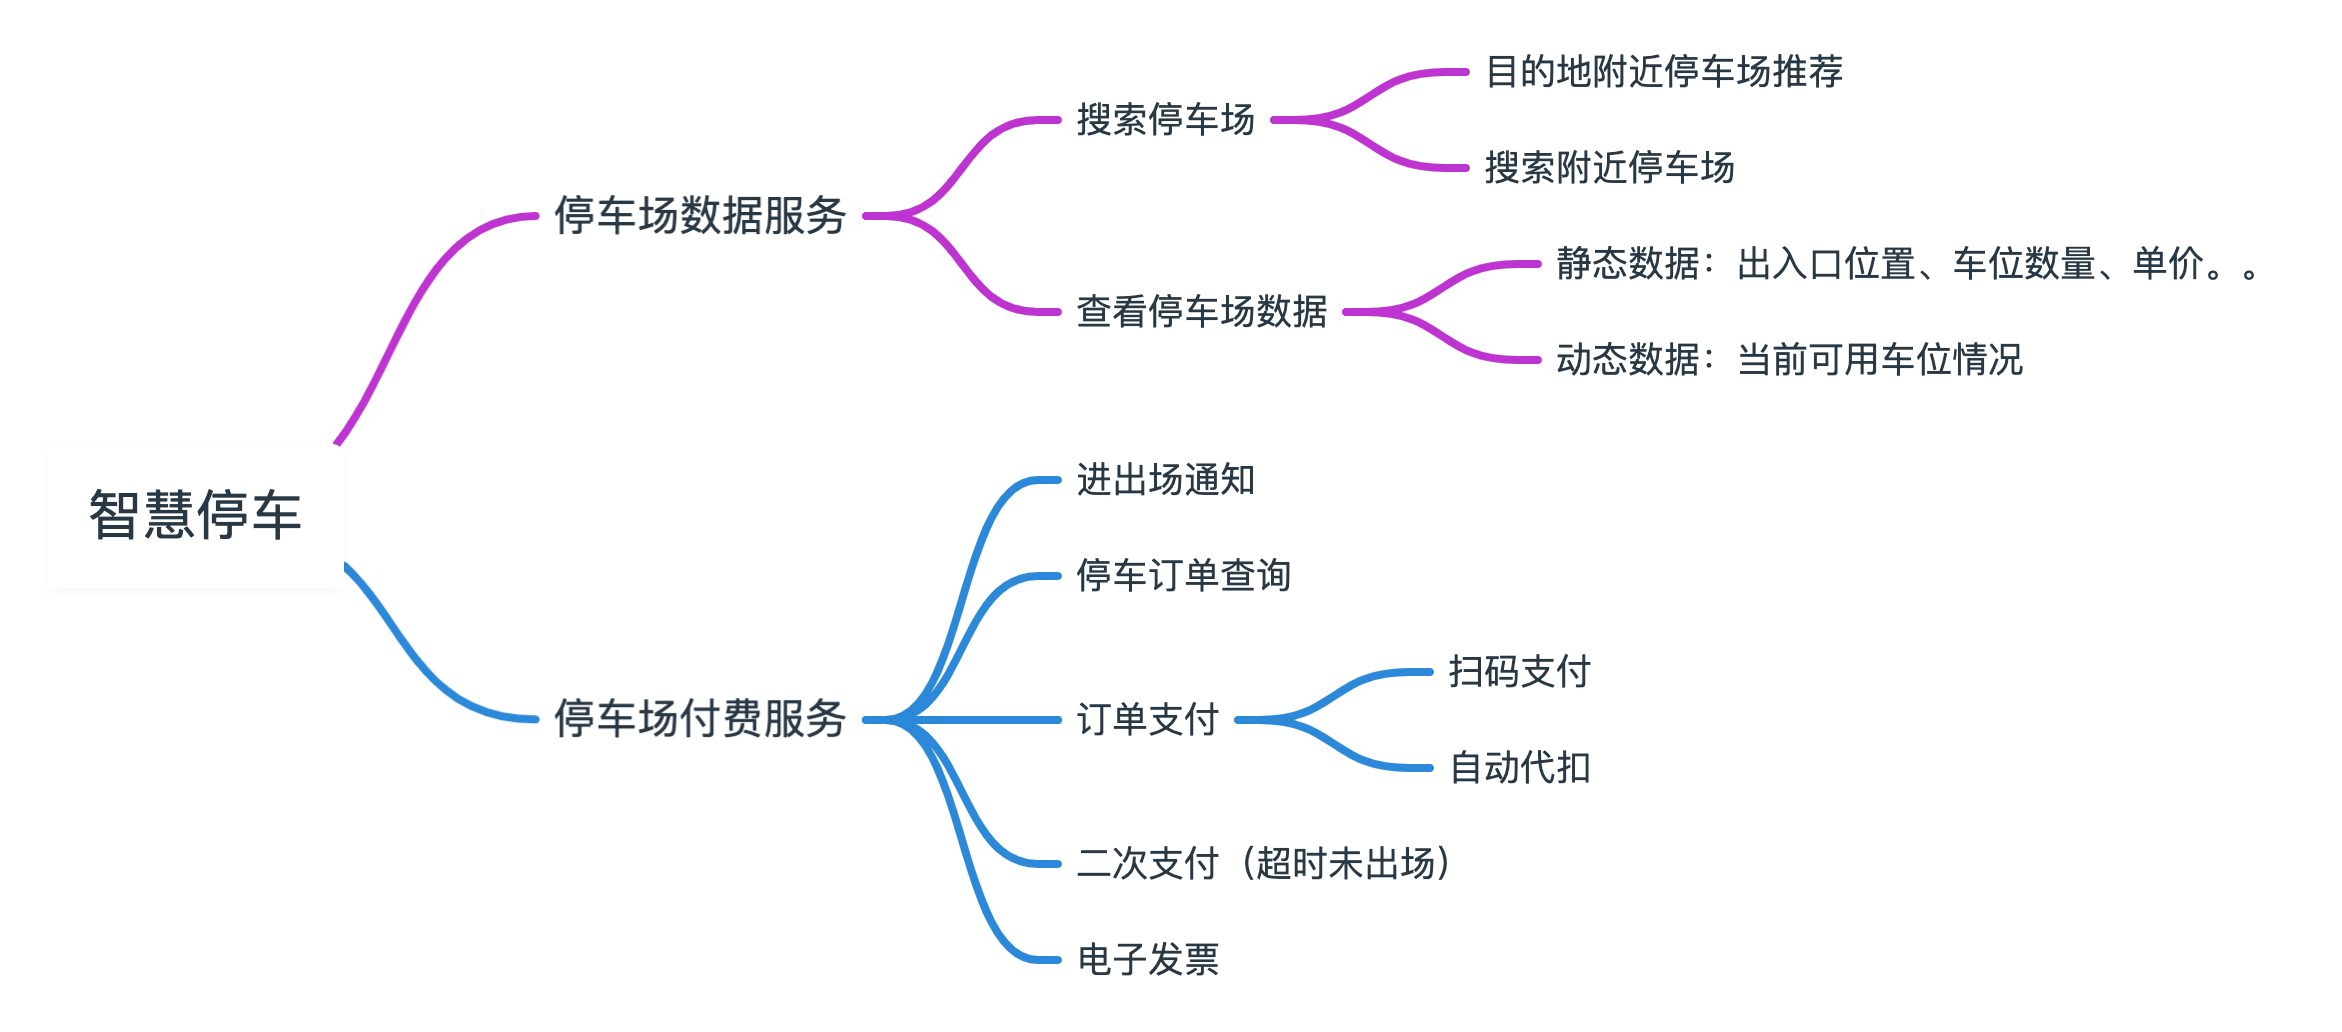 智慧停车
停车场数据服务
搜索停车场
目的地附近停车场推荐
搜索附近停车场
查看停车场数据
静态数据：出入口位置、车位数量、单价。。
动态数据：当前可用车位情况
停车场付费服务
进出场通知
停车订单查询
订单支付
扫码支付
自动代扣
二次支付（超时未出场）
电子发票